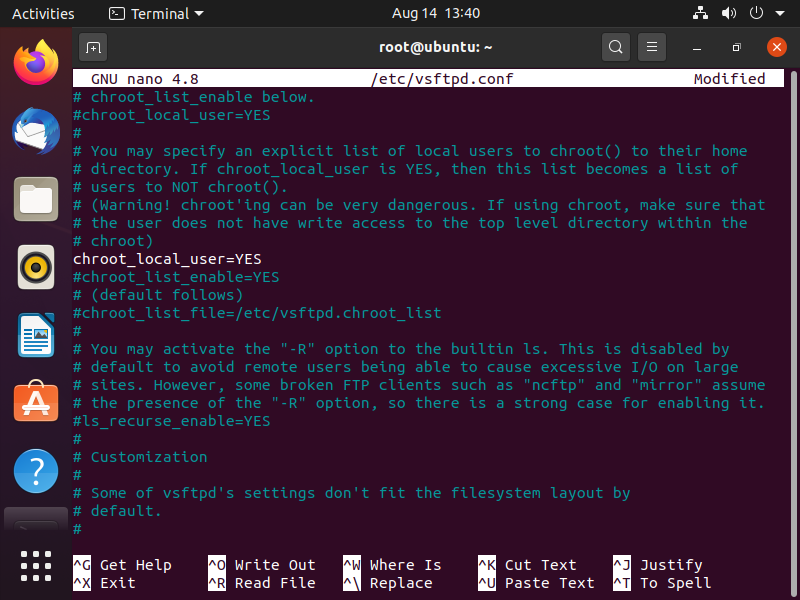 Activities
Terminal
Aug 14 13:40
root@ubuntu: ~
GNU nano 4.8 /etc/vsftpd.conf Modified
# chroot_list_enable below.
#chroot_local_user=YES
#
# You may specify an explicit list of local users to chroot() to their home
# directory. If chroot_local_user is YES, then this list becomes a list of
# users to NOT chroot().
# (Warning! chroot'ing can be very dangerous. If using chroot, make sure that
# the user does not have write access to the top level directory within the
# chroot)
chroot_local_user=YES
#chroot_list_enable=YES
# (default follows)
#chroot_list_file=/etc/vsftpd.chroot_list
#
# You may activate the "-R" option to the builtin ls. This is disabled by
# default to avoid remote users being able to cause excessive I/O on large
# sites. However, some broken FTP clients such as "ncftp" and "mirror" assume
# the presence of the "-R" option, so there is a strong case for enabling it.
#ls_recurse_enable=YES
#
# Customization
#
# Some of vsftpd's settings don't fit the filesystem layout by
# default.
#
^G Get Help ^O Write Out ^W Where Is ^K Cut Text ^J Justify
^X Exit ^R Read File ^\ Replace ^U Paste Text ^T To Spell